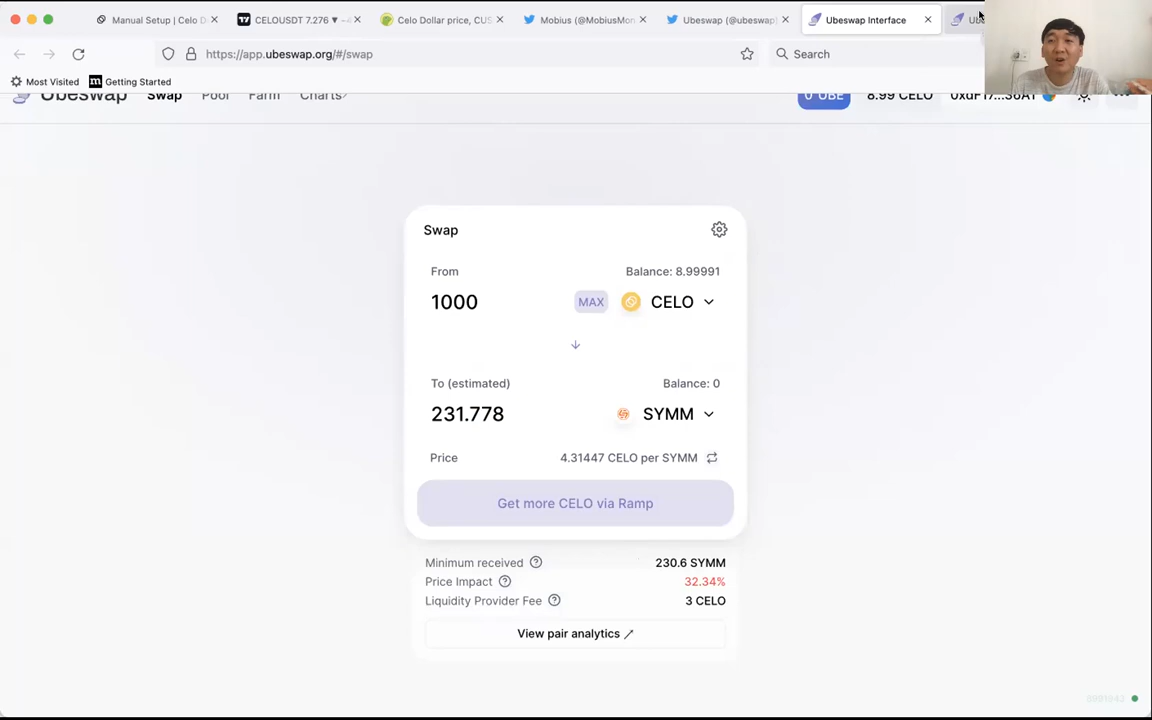 Manual Setup | Celo D
CELOUSDT 7.276 ▼ −4
Celo Dollar price, CUS
Mobius (@MobiusMon
Ubeswap (@ubeswap)
Ubeswap Interface
Ube
https://app.ubeswap.org/#/swap
Search
Most Visited
Getting Started
Ubeswap
Swap
Pool
Farm
Charts
0 UBE
8.99 CELO
Swap
From
Balance: 8.99991
1000
MAX
CELO
To (estimated)
Balance: 0
231.778
SYMM
Price
4.31447 CELO per SYMM
Get more CELO via Ramp
Minimum received
230.6 SYMM
Price Impact
32.34%
Liquidity Provider Fee
3 CELO
View pair analytics ↗